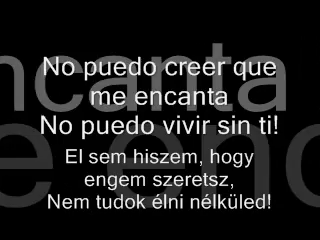 No puedo creer que
me encanta
No puedo vivir sin ti!
El sem hiszem, hogy
engem szeretsz,
Nem tudok élni nélküled!